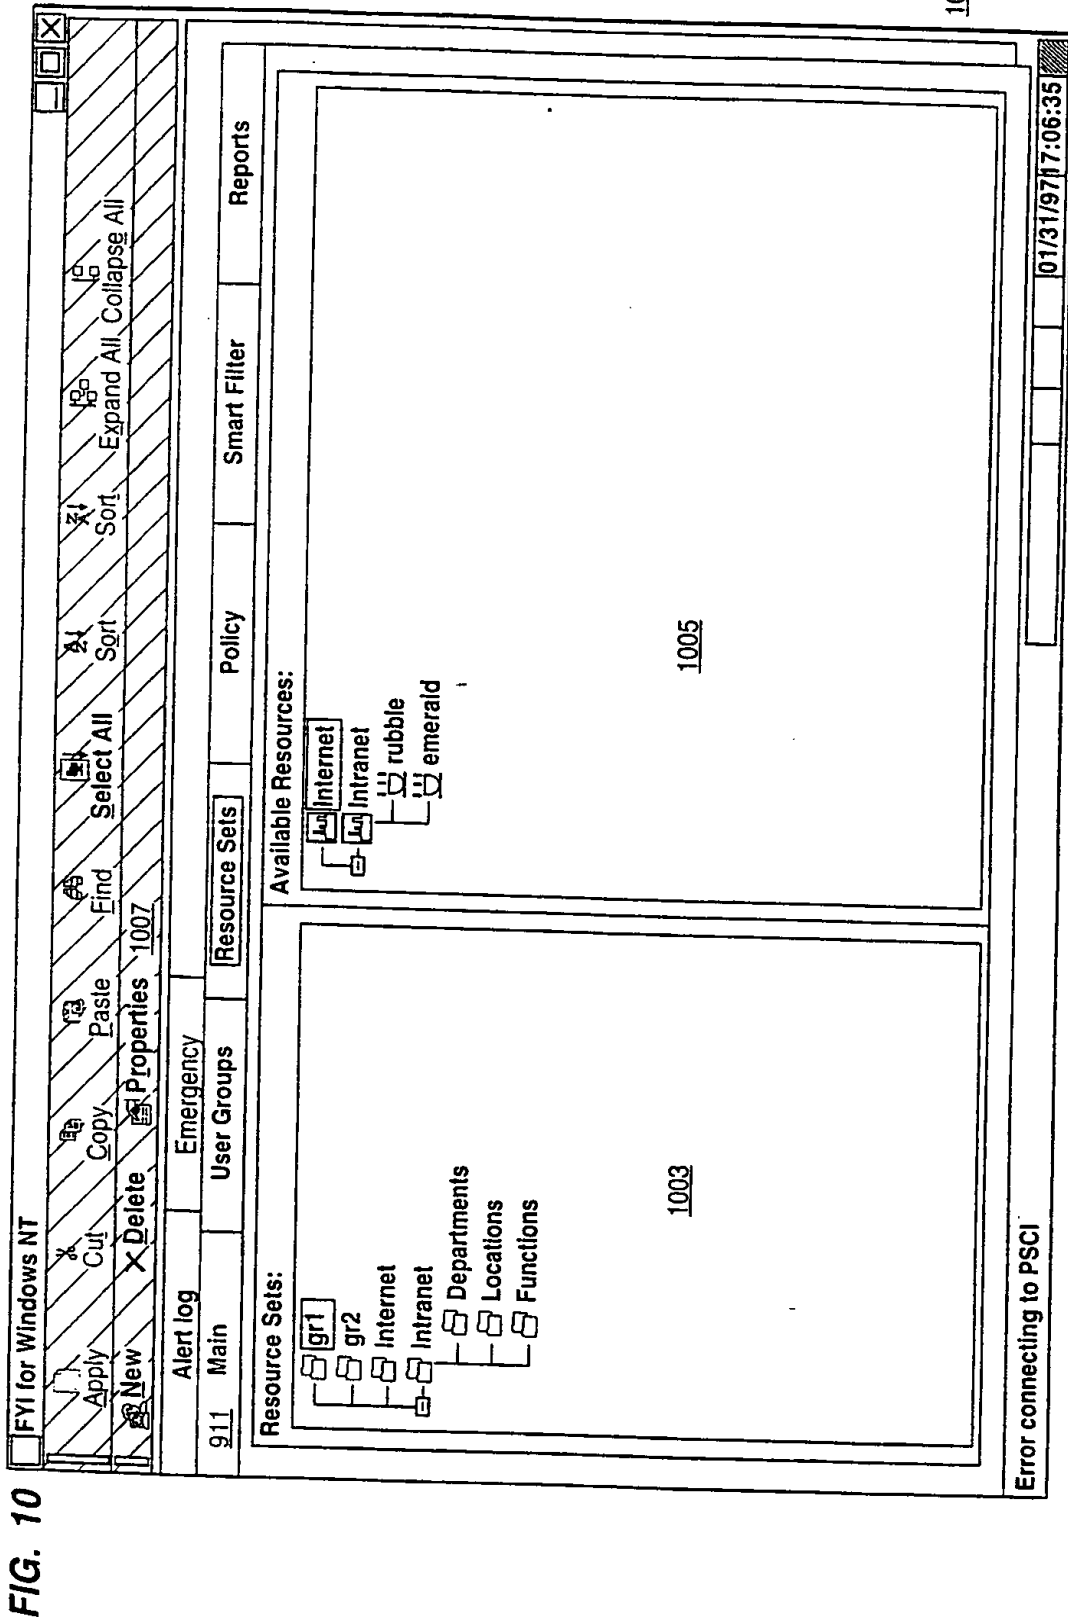 FIG. 10
FYI for Windows NT
Apply Cut Copy Paste Find Select All Sort Sort Expand All Collapse All
New Delete Properties 1007
Alert log Emergency
911 Main User Groups Resource Sets Policy Smart Filter Reports
Resource Sets:
gr1
gr2
Internet
Intranet
Departments
Locations
Functions
1003
Available Resources:
Internet
Intranet
rubble
emerald
1005
Error connecting to PSCI 01/31/97 17:06:35